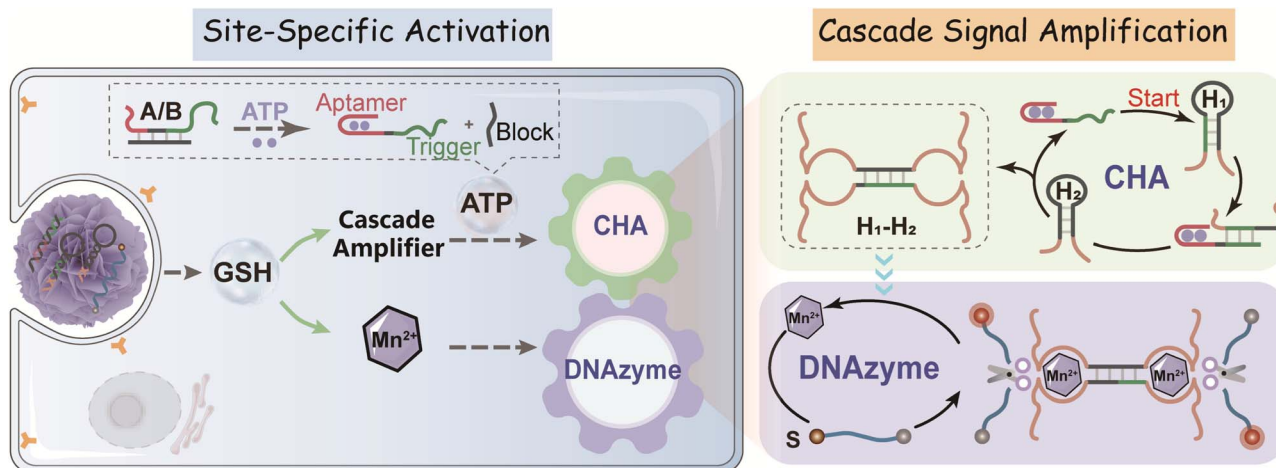 Site-Specific Activation
Cascade Signal Amplification
A/B
ATP
Aptamer
+
Block
Trigger
ATP
Cascade
Amplifier
CHA
GSH
Mn²⁺
DNAzyme
Start
H₁
CHA
H₂
H₁-H₂
Mn²⁺
DNAzyme
S
Mn²⁺
Mn²⁺